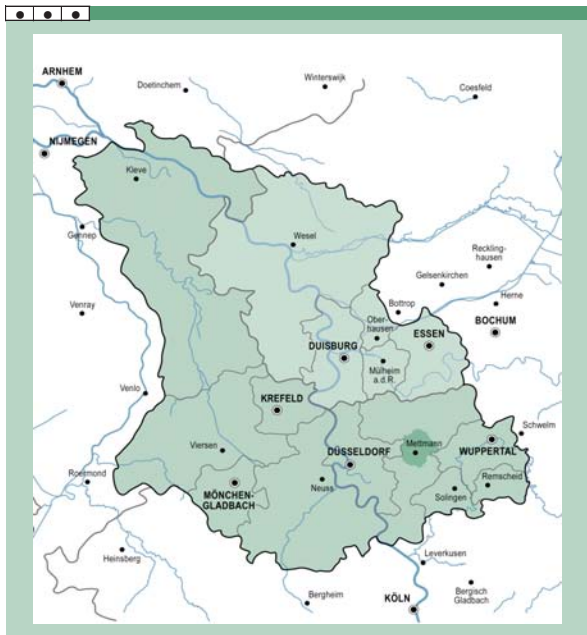 ARNHEM
Doetinchem
Winterswijk
Coesfeld
NIJMEGEN
Kleve
Gennep
Wesel
Reckling-
hausen
Gelsenkirchen
Venray
Bottrop
Herne
Ober-
hausen
BOCHUM
ESSEN
DUISBURG
Mülheim
a.d.R.
Venlo
KREFELD
Schwelm
Viersen
Mettmann
DÜSSELDORF
WUPPERTAL
Roermond
Neuss
Remscheid
MÖNCHEN-
GLADBACH
Solingen
Heinsberg
Leverkusen
Bergheim
KÖLN
Bergisch
Gladbach